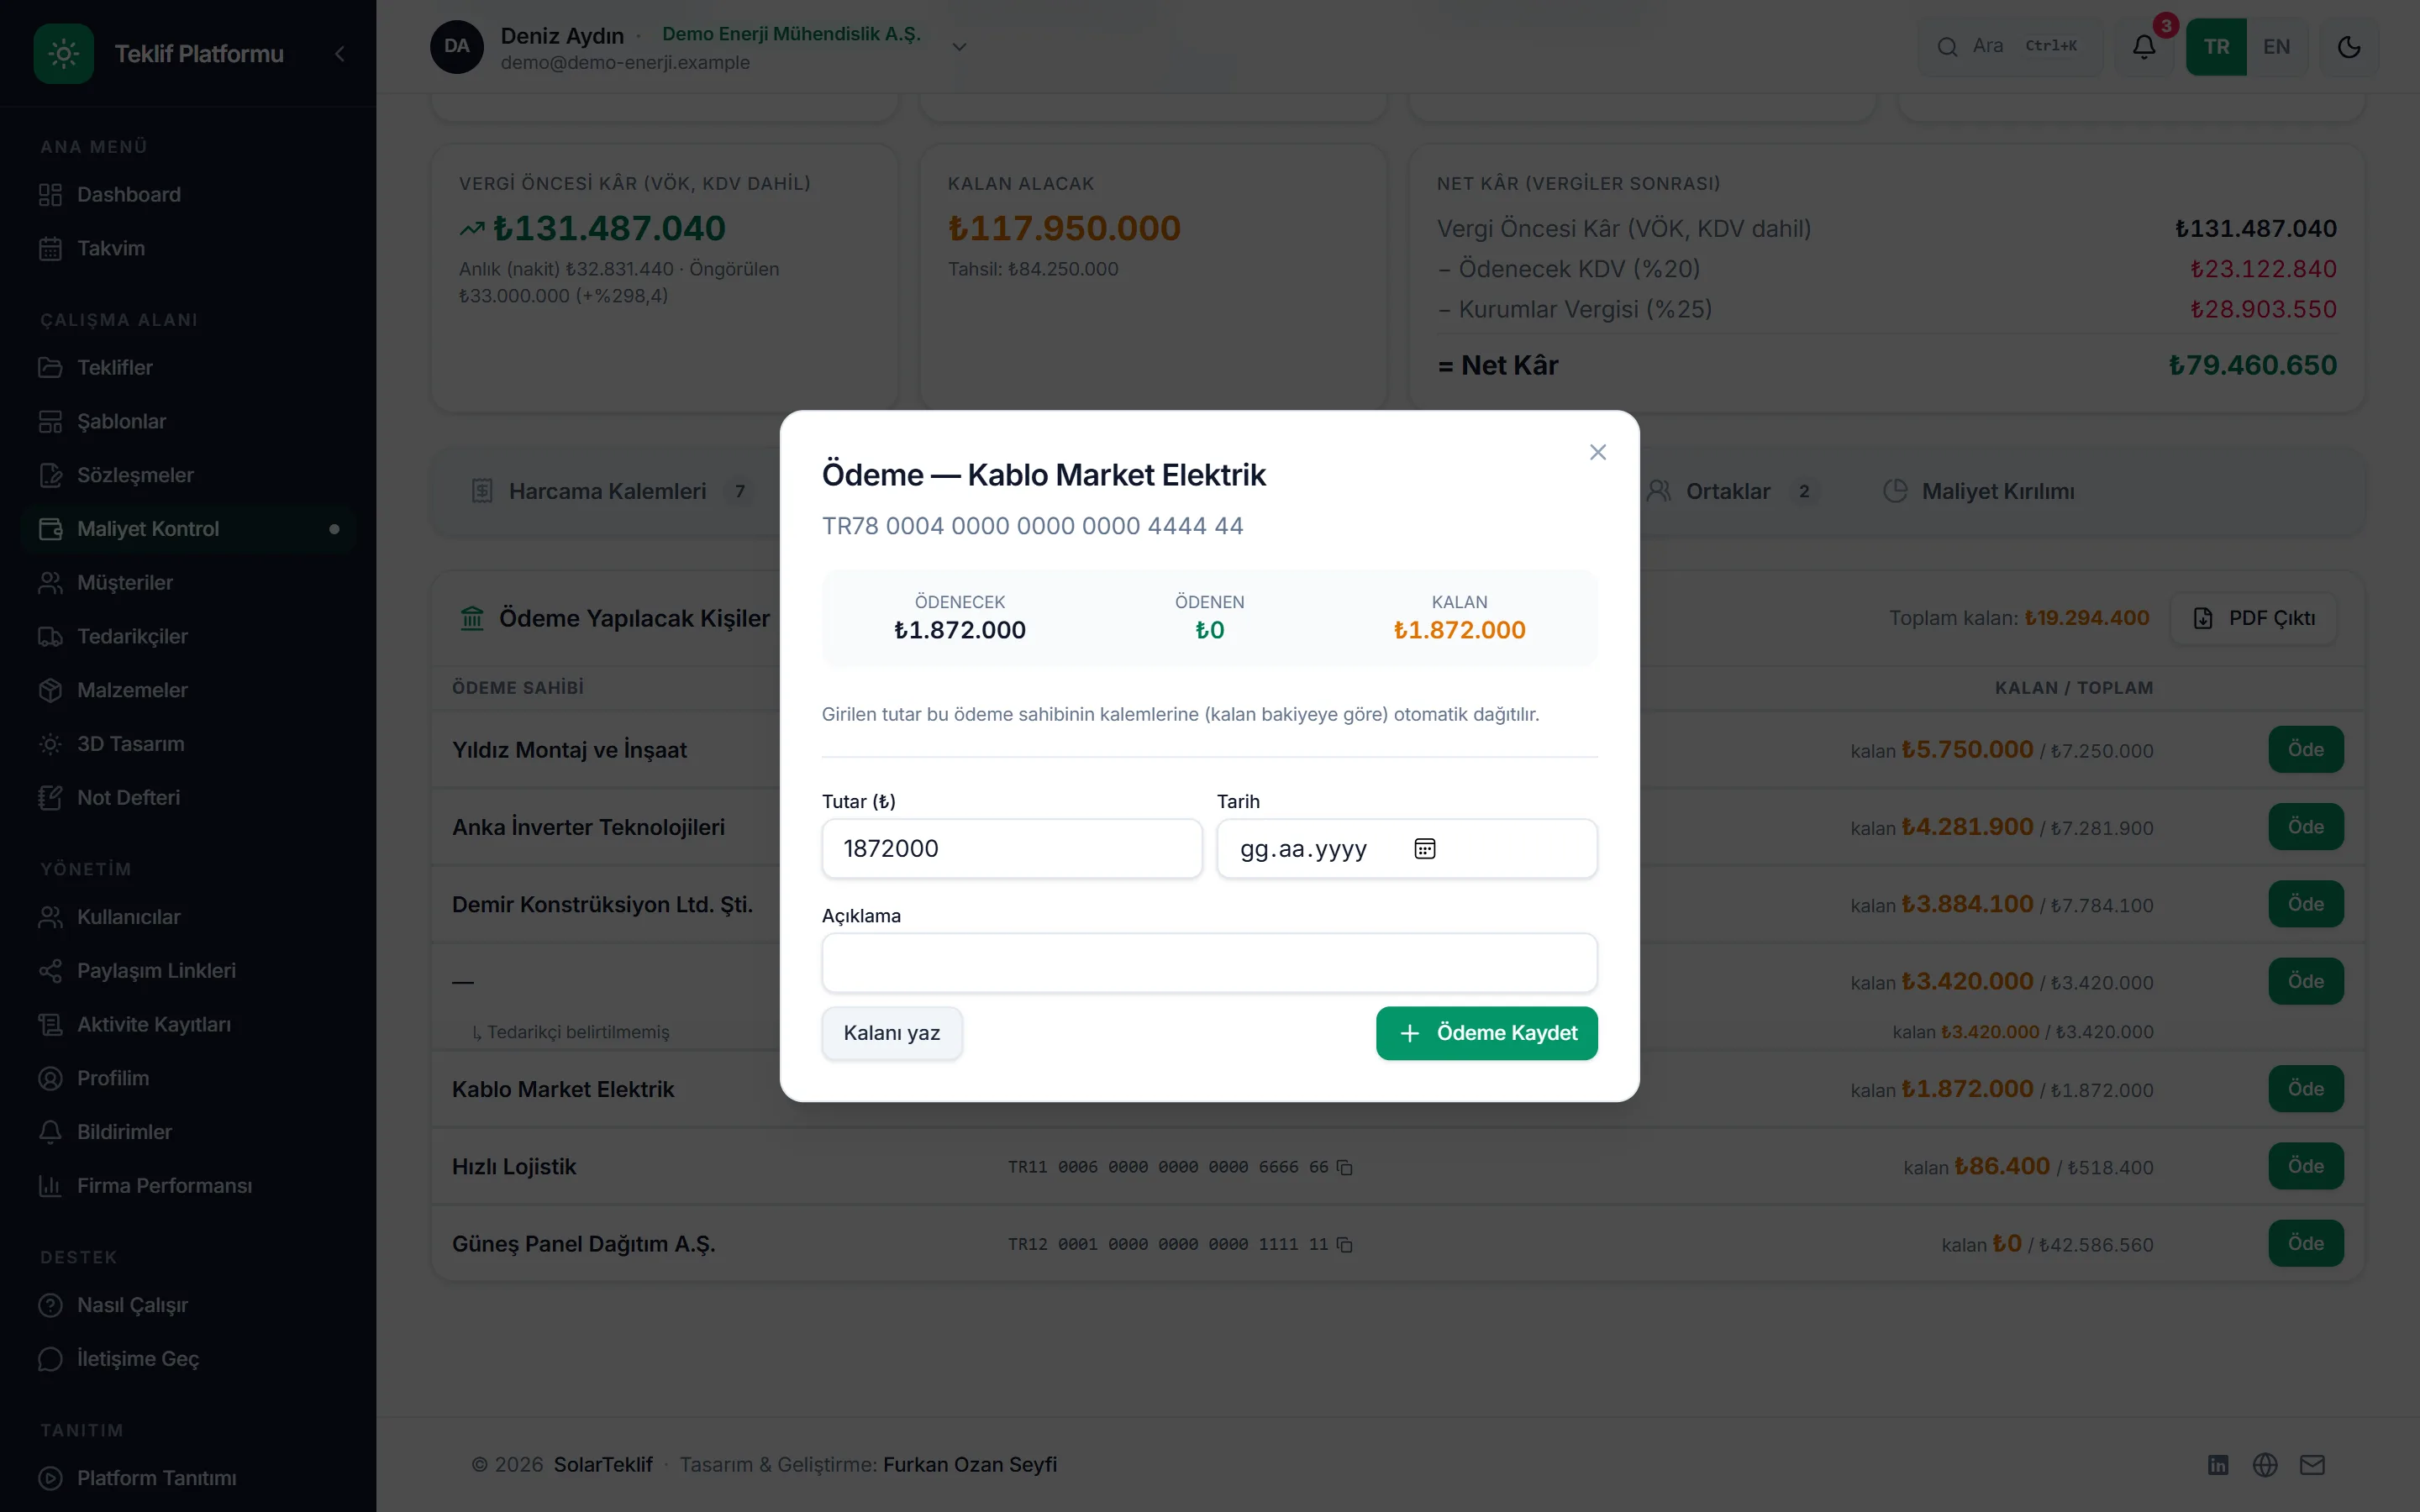 Teklif Platformu
ANA MENÜ
Dashboard
Takvim
ÇALIŞMA ALANI
Teklifler
Şablonlar
Sözleşmeler
Maliyet Kontrol
Müşteriler
Tedarikçiler
Malzemeler
3D Tasarım
Not Defteri
YÖNETİM
Kullanıcılar
Paylaşım Linkleri
Aktivite Kayıtları
Profilim
Bildirimler
Firma Performansı
DESTEK
Nasıl Çalışır
İletişime Geç
TANITIM
Platform Tanıtımı
DA
Deniz Aydın · Demo Enerji Mühendislik A.Ş.
demo@demo-enerji.example
Ara Ctrl+K
3
TR EN
VERGİ ÖNCESİ KÂR (VÖK, KDV DAHİL)
₺131.487.040
Anlık (nakit) ₺32.831.440 · Öngörülen
₺33.000.000 (+%298,4)
KALAN ALACAK
₺117.950.000
Tahsil: ₺84.250.000
NET KÂR (VERGİLER SONRASI)
Vergi Öncesi Kâr (VÖK, KDV dahil) ₺131.487.040
− Ödenecek KDV (%20) ₺23.122.840
− Kurumlar Vergisi (%25) ₺28.903.550
= Net Kâr ₺79.460.650
Harcama Kalemleri 7
Ortaklar 2
Maliyet Kırılımı
Ödeme Yapılacak Kişiler
Toplam kalan: ₺19.294.400
PDF Çıktı
ÖDEME SAHİBİ
KALAN / TOPLAM
Yıldız Montaj ve İnşaat
kalan ₺5.750.000 / ₺7.250.000
Öde
Anka İnverter Teknolojileri
kalan ₺4.281.900 / ₺7.281.900
Öde
Demir Konstrüksiyon Ltd. Şti.
kalan ₺3.884.100 / ₺7.784.100
Öde
—
kalan ₺3.420.000 / ₺3.420.000
Öde
↳ Tedarikçi belirtilmemiş
kalan ₺3.420.000 / ₺3.420.000
Kablo Market Elektrik
kalan ₺1.872.000 / ₺1.872.000
Öde
Hızlı Lojistik
TR11 0006 0000 0000 0000 6666 66
kalan ₺86.400 / ₺518.400
Öde
Güneş Panel Dağıtım A.Ş.
TR12 0001 0000 0000 0000 1111 11
kalan ₺0 / ₺42.586.560
Öde
Ödeme — Kablo Market Elektrik
TR78 0004 0000 0000 0000 4444 44
ÖDENECEK
₺1.872.000
ÖDENEN
₺0
KALAN
₺1.872.000
Girilen tutar bu ödeme sahibinin kalemlerine (kalan bakiyeye göre) otomatik dağıtılır.
Tutar (₺)
1872000
Tarih
gg.aa.yyyy
Açıklama
Kalanı yaz
Ödeme Kaydet
© 2026 SolarTeklif · Tasarım & Geliştirme: Furkan Ozan Seyfi